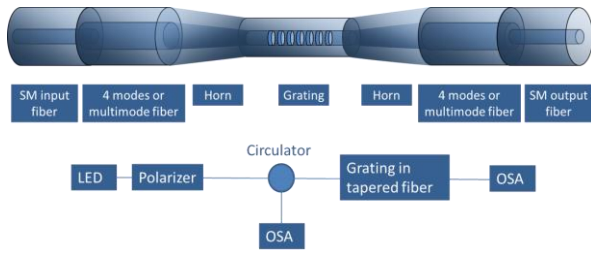 SM input
fiber
4 modes or
multimode fiber
Horn
Grating
Horn
4 modes or
multimode fiber
SM output
fiber
Circulator
LED
Polarizer
Grating in
tapered fiber
OSA
OSA